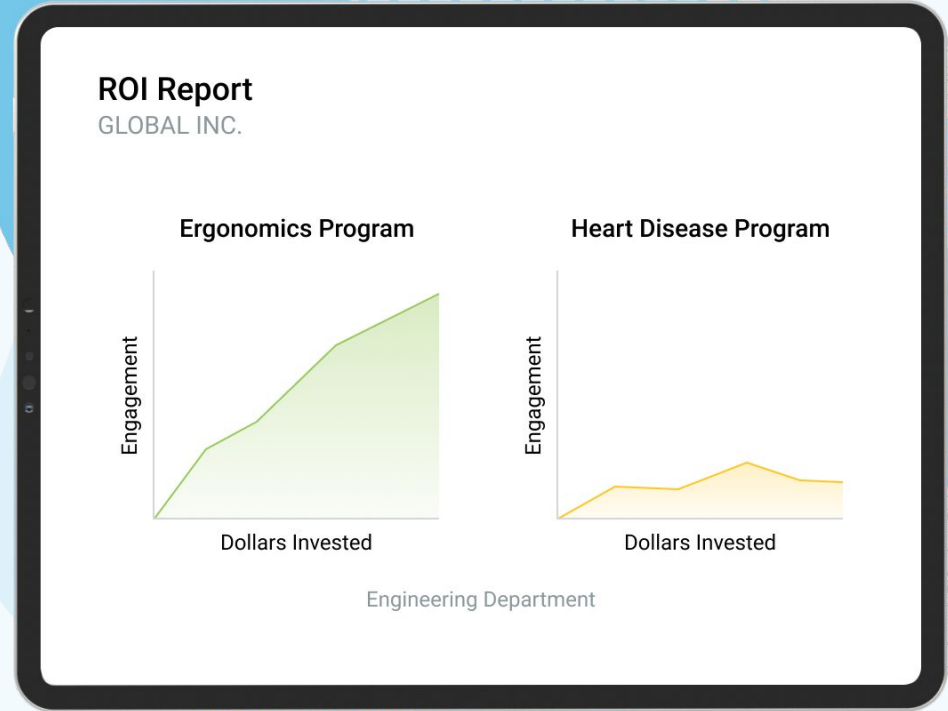 ROI Report
GLOBAL INC.
Ergonomics Program
Heart Disease Program
Engagement
Dollars Invested
Engagement
Dollars Invested
Engineering Department